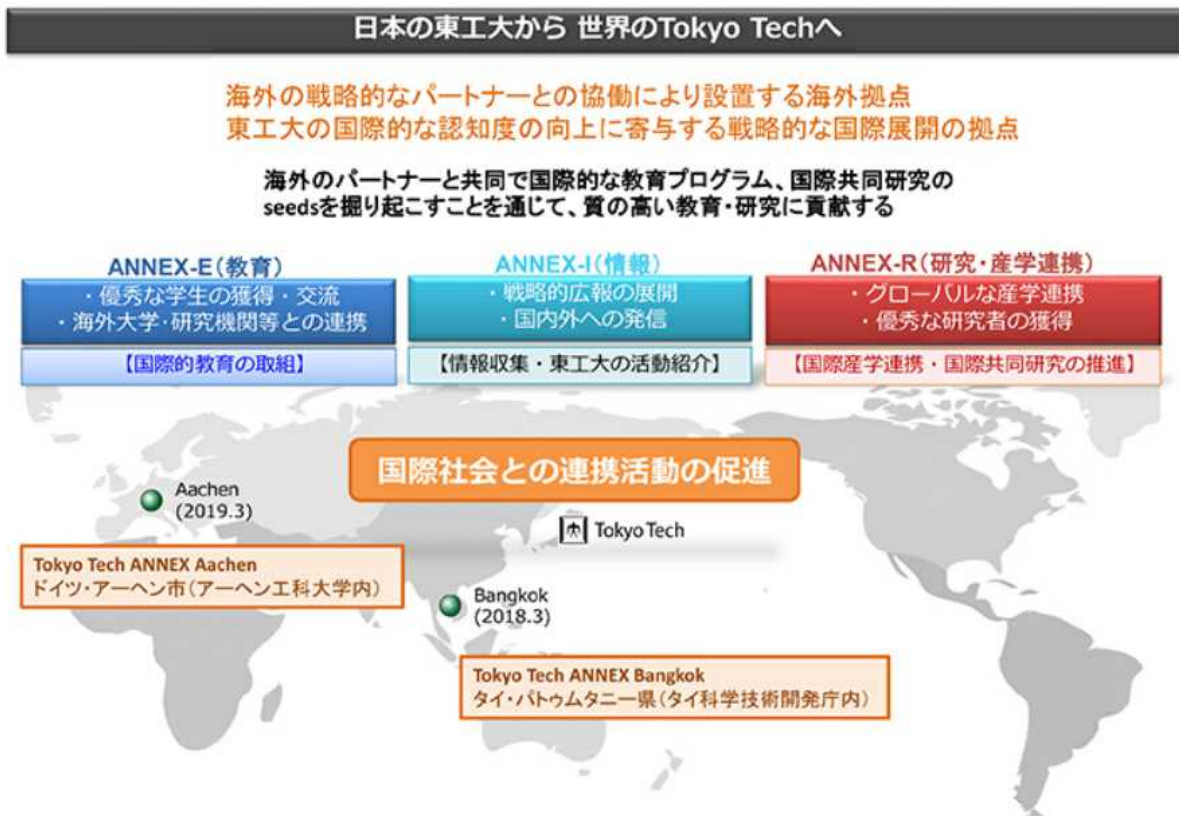 日本の東工大から 世界のTokyo Techへ
海外の戦略的なパートナーとの協働により設置する海外拠点
東工大の国際的な認知度の向上に寄与する戦略的な国際展開の拠点
海外のパートナーと共同で国際的な教育プログラム、国際共同研究の
seedsを掘り起こすことを通じて、質の高い教育・研究に貢献する
ANNEX-E(教育)
・優秀な学生の獲得・交流
・海外大学・研究機関等との連携
【国際的教育の取組】
ANNEX-I(情報)
・戦略的広報の展開
・国内外への発信
【情報収集・東工大の活動紹介】
ANNEX-R(研究・産学連携)
・グローバルな産学連携
・優秀な研究者の獲得
【国際産学連携・国際共同研究の推進】
国際社会との連携活動の促進
Aachen
(2019.3)
Tokyo Tech
Tokyo Tech ANNEX Aachen
ドイツ・アーヘン市(アーヘン工科大学内)
Bangkok
(2018.3)
Tokyo Tech ANNEX Bangkok
タイ・パトゥムタニー県(タイ科学技術開発庁内)